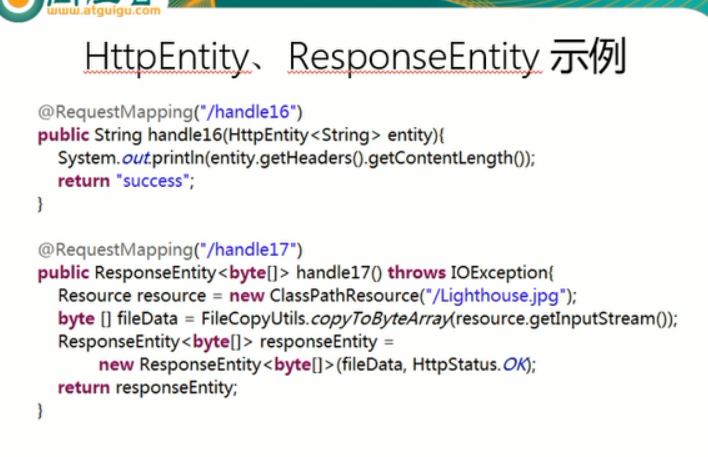 www.atguigu.com
HttpEntity、ResponseEntity 示例
@RequestMapping("/handle16")
public String handle16(HttpEntity<String> entity){
System.out.println(entity.getHeaders().getContentLength());
return "success";
}
@RequestMapping("/handle17")
public ResponseEntity<byte[]> handle17() throws IOException{
Resource resource = new ClassPathResource("/Lighthouse.jpg");
byte [] fileData = FileCopyUtils.copyToByteArray(resource.getInputStream());
ResponseEntity<byte[]> responseEntity =
new ResponseEntity<byte[]>(fileData, HttpStatus.OK);
return responseEntity;
}